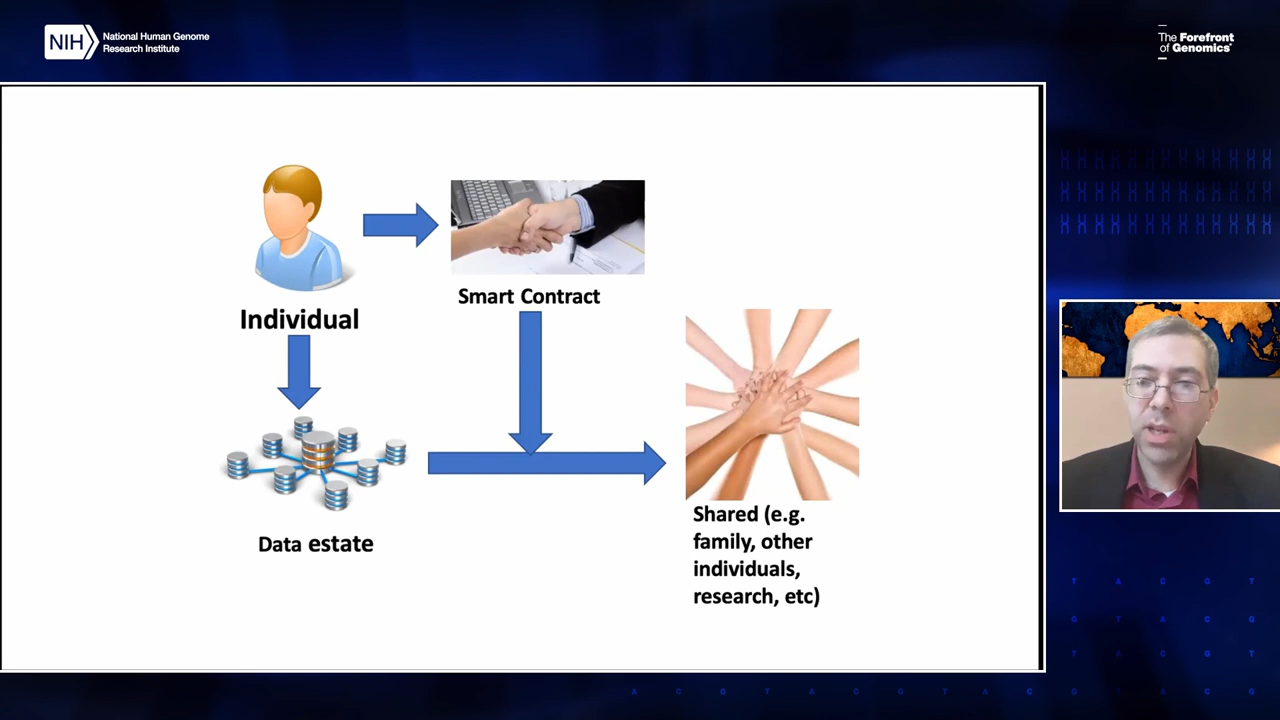 NIH
National Human Genome
Research Institute
The Forefront
of Genomics®
Individual
Smart Contract
Data estate
Shared (e.g.
family, other
individuals,
research, etc)
T A C G T
G T A C G
T A C G T
A C G T A C G T A C G T A C G